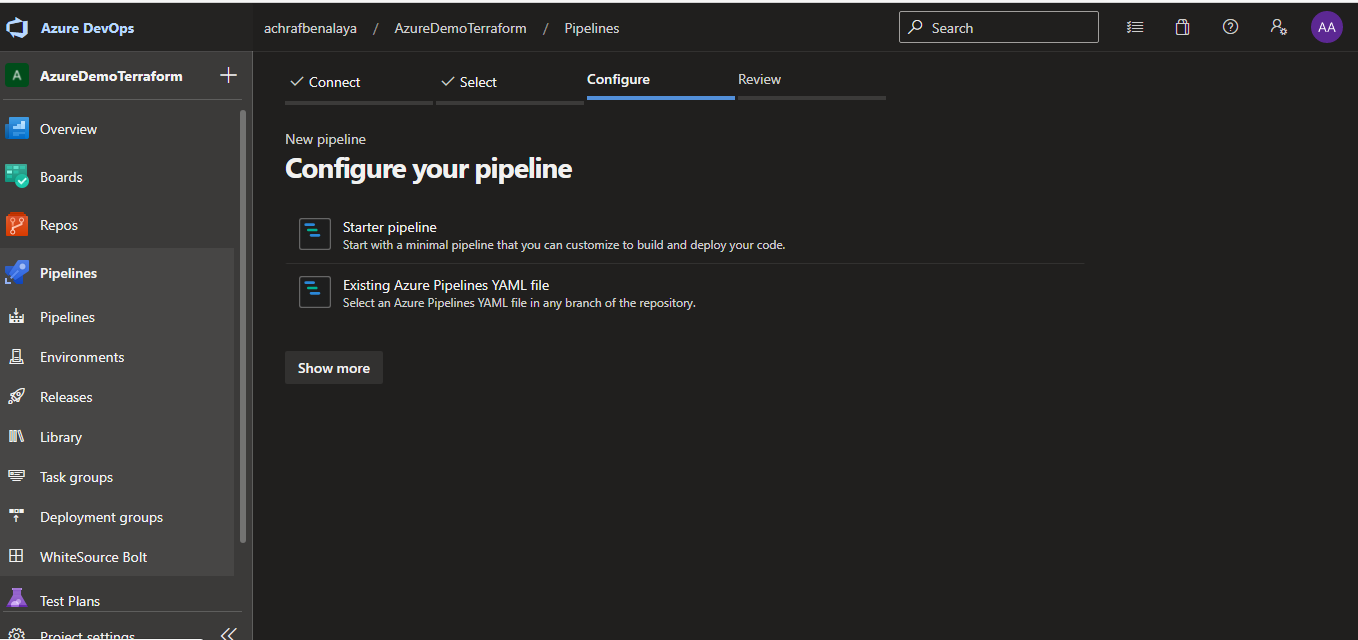 Azure DevOps
achrafbenalaya / AzureDemoTerraform / Pipelines
Search
AA
A AzureDemoTerraform
Overview
Boards
Repos
Pipelines
Pipelines
Environments
Releases
Library
Task groups
Deployment groups
WhiteSource Bolt
Test Plans
Project settings
Connect
Select
Configure
Review
New pipeline
Configure your pipeline
Starter pipeline
Start with a minimal pipeline that you can customize to build and deploy your code.
Existing Azure Pipelines YAML file
Select an Azure Pipelines YAML file in any branch of the repository.
Show more